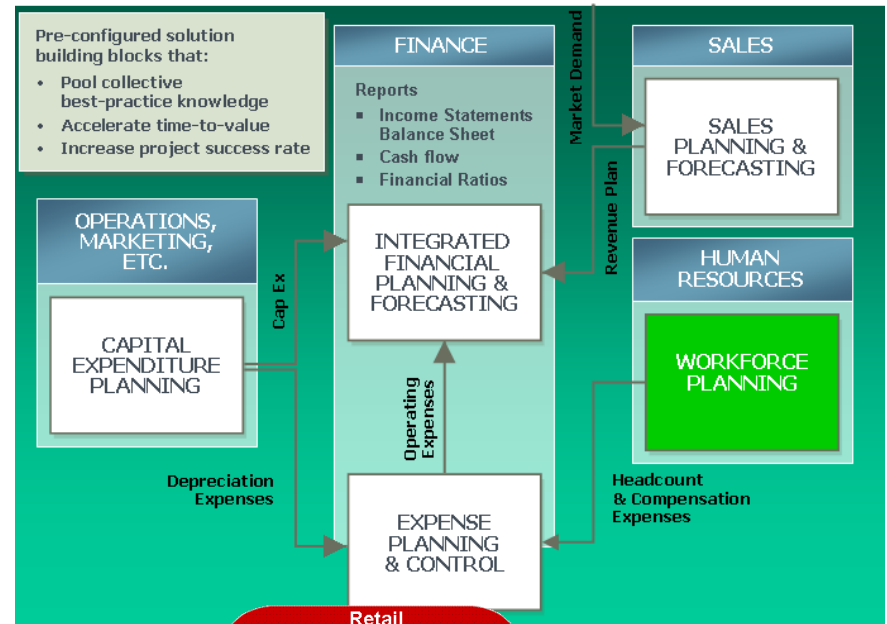 Pre-configured solution
building blocks that:
• Pool collective
best-practice knowledge
• Accelerate time-to-value
• Increase project success rate
FINANCE
Reports
▪ Income Statements
Balance Sheet
▪ Cash flow
▪ Financial Ratios
Market Demand
SALES
SALES
PLANNING &
FORECASTING
Revenue Plan
OPERATIONS,
MARKETING,
ETC.
CAPITAL
EXPENDITURE
PLANNING
Cap Ex
INTEGRATED
FINANCIAL
PLANNING &
FORECASTING
HUMAN
RESOURCES
WORKFORCE
PLANNING
Operating
Expenses
Depreciation
Expenses
EXPENSE
PLANNING
& CONTROL
Headcount
& Compensation
Expenses
Retail